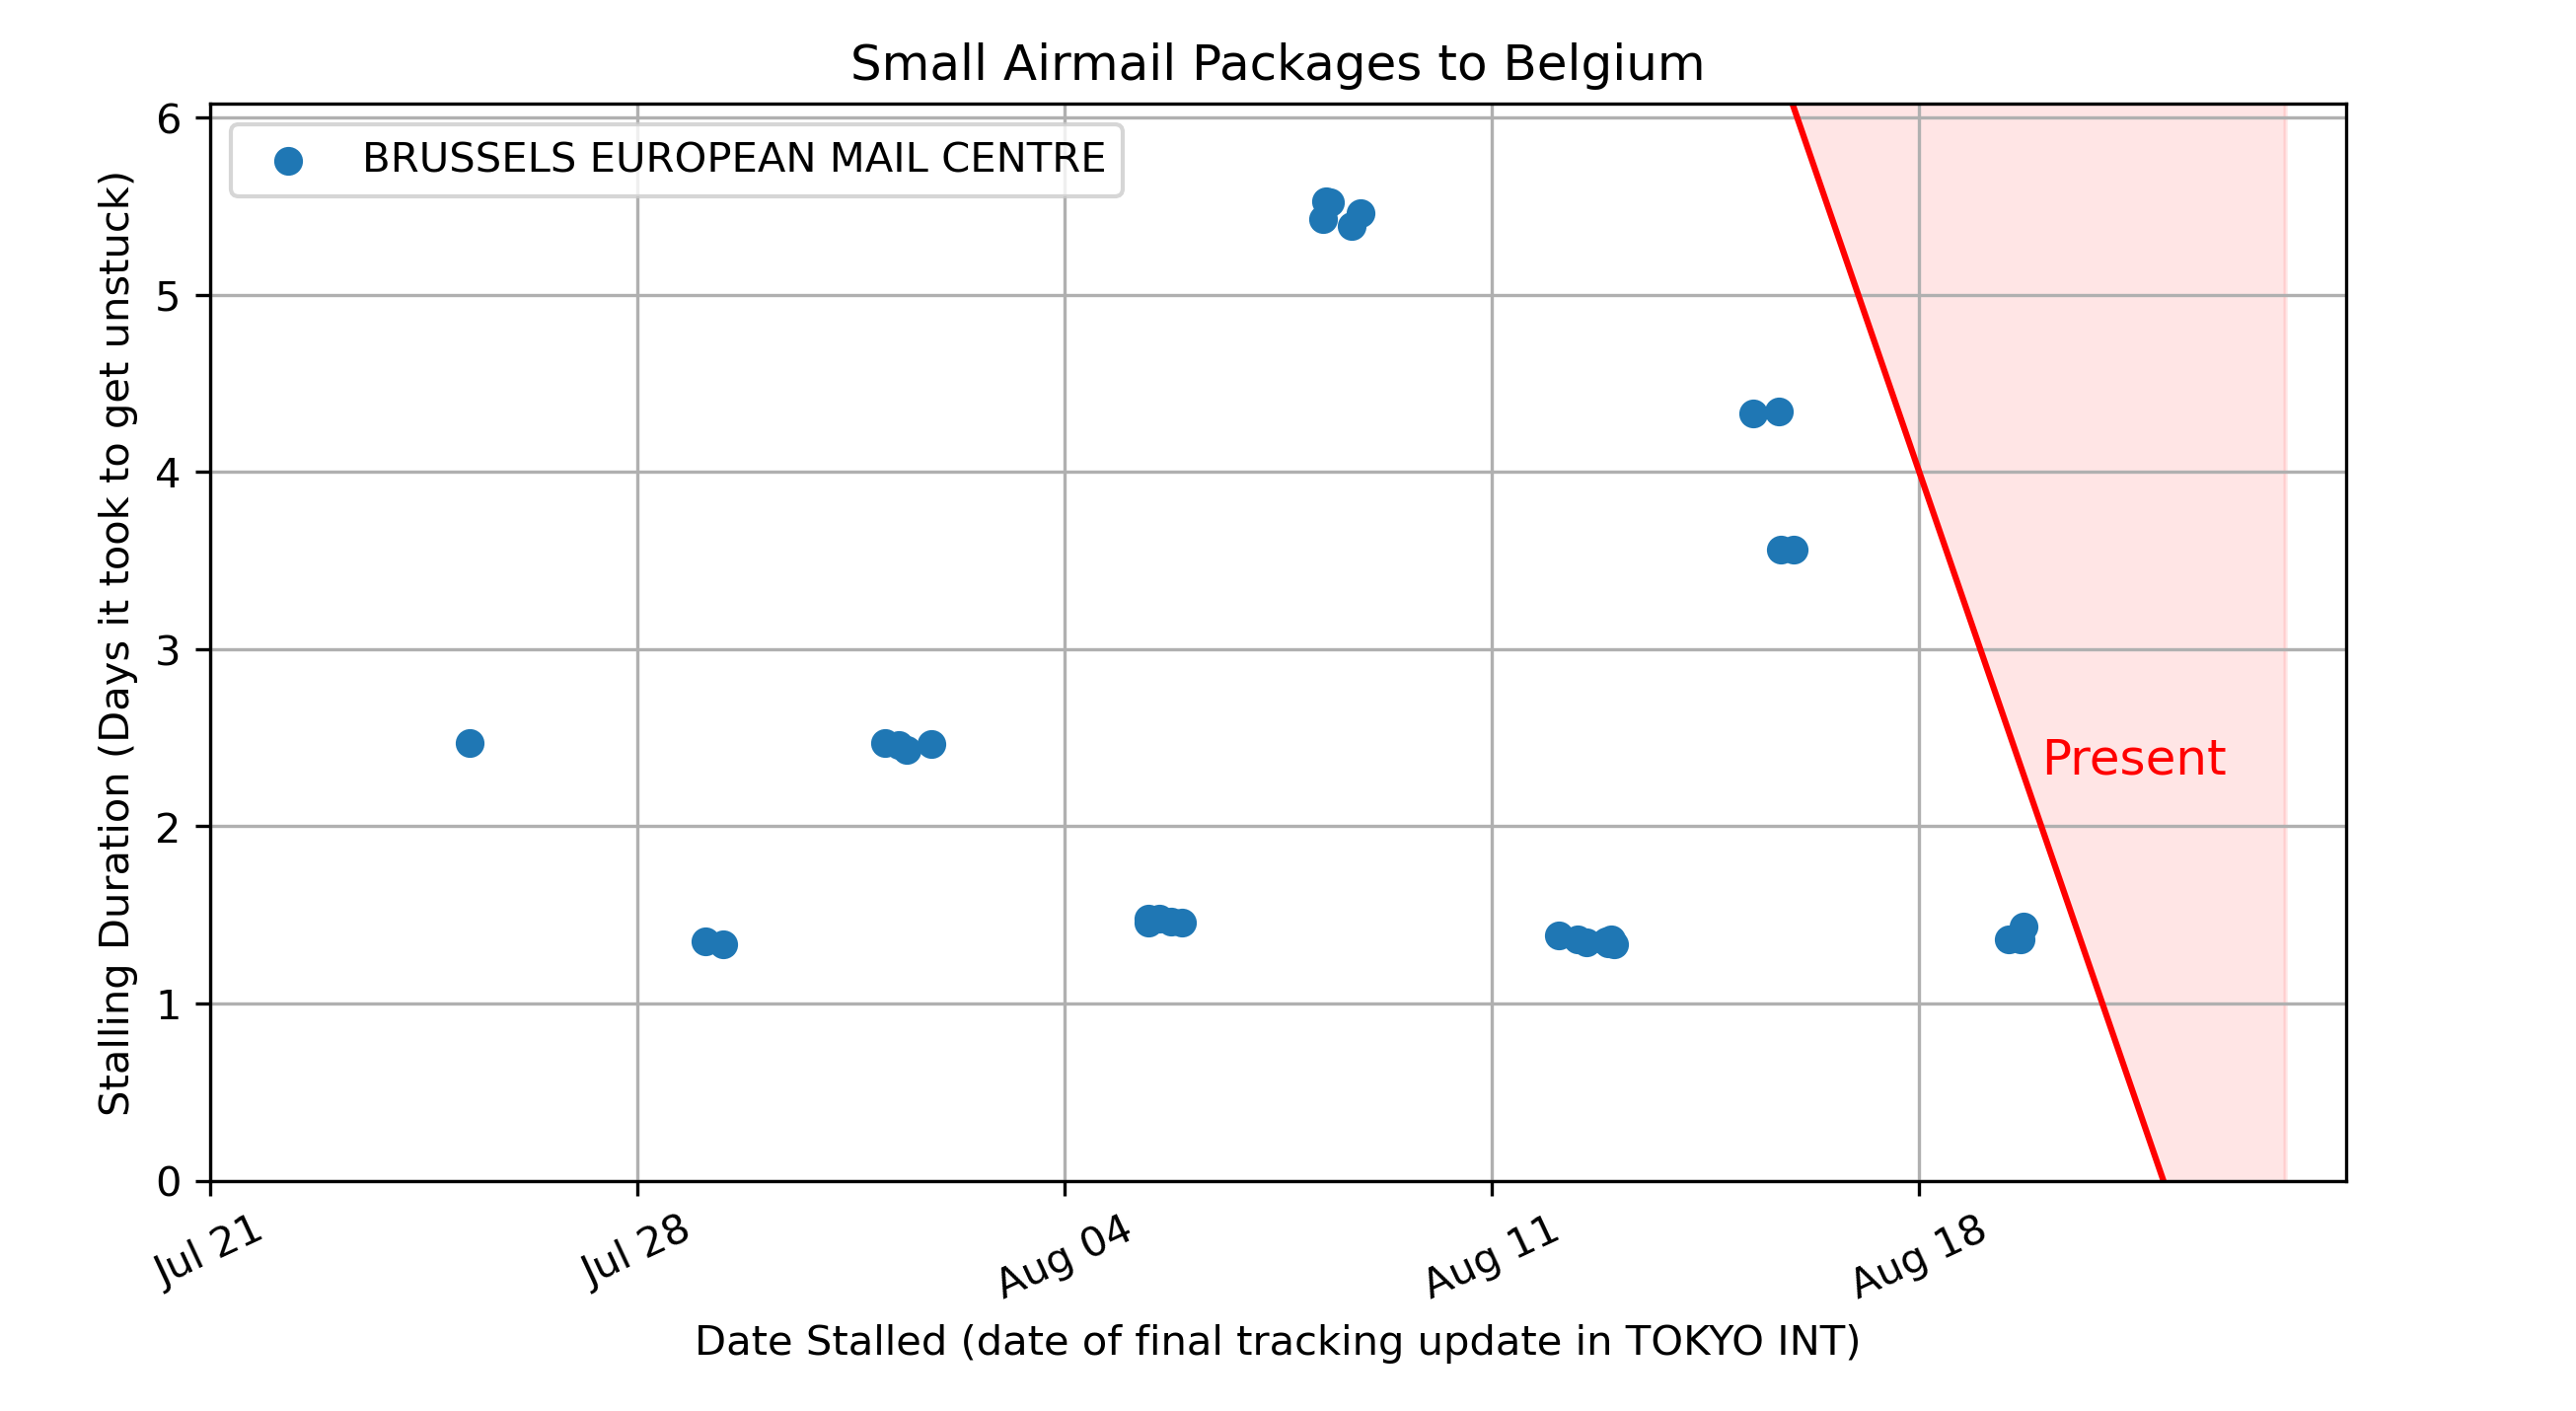 Small Airmail Packages to Belgium
BRUSSELS EUROPEAN MAIL CENTRE
Stalling Duration (Days it took to get unstuck)
6
5
4
3
2
1
0
Present
Jul 21
Jul 28
Aug 04
Aug 11
Aug 18
Date Stalled (date of final tracking update in TOKYO INT)